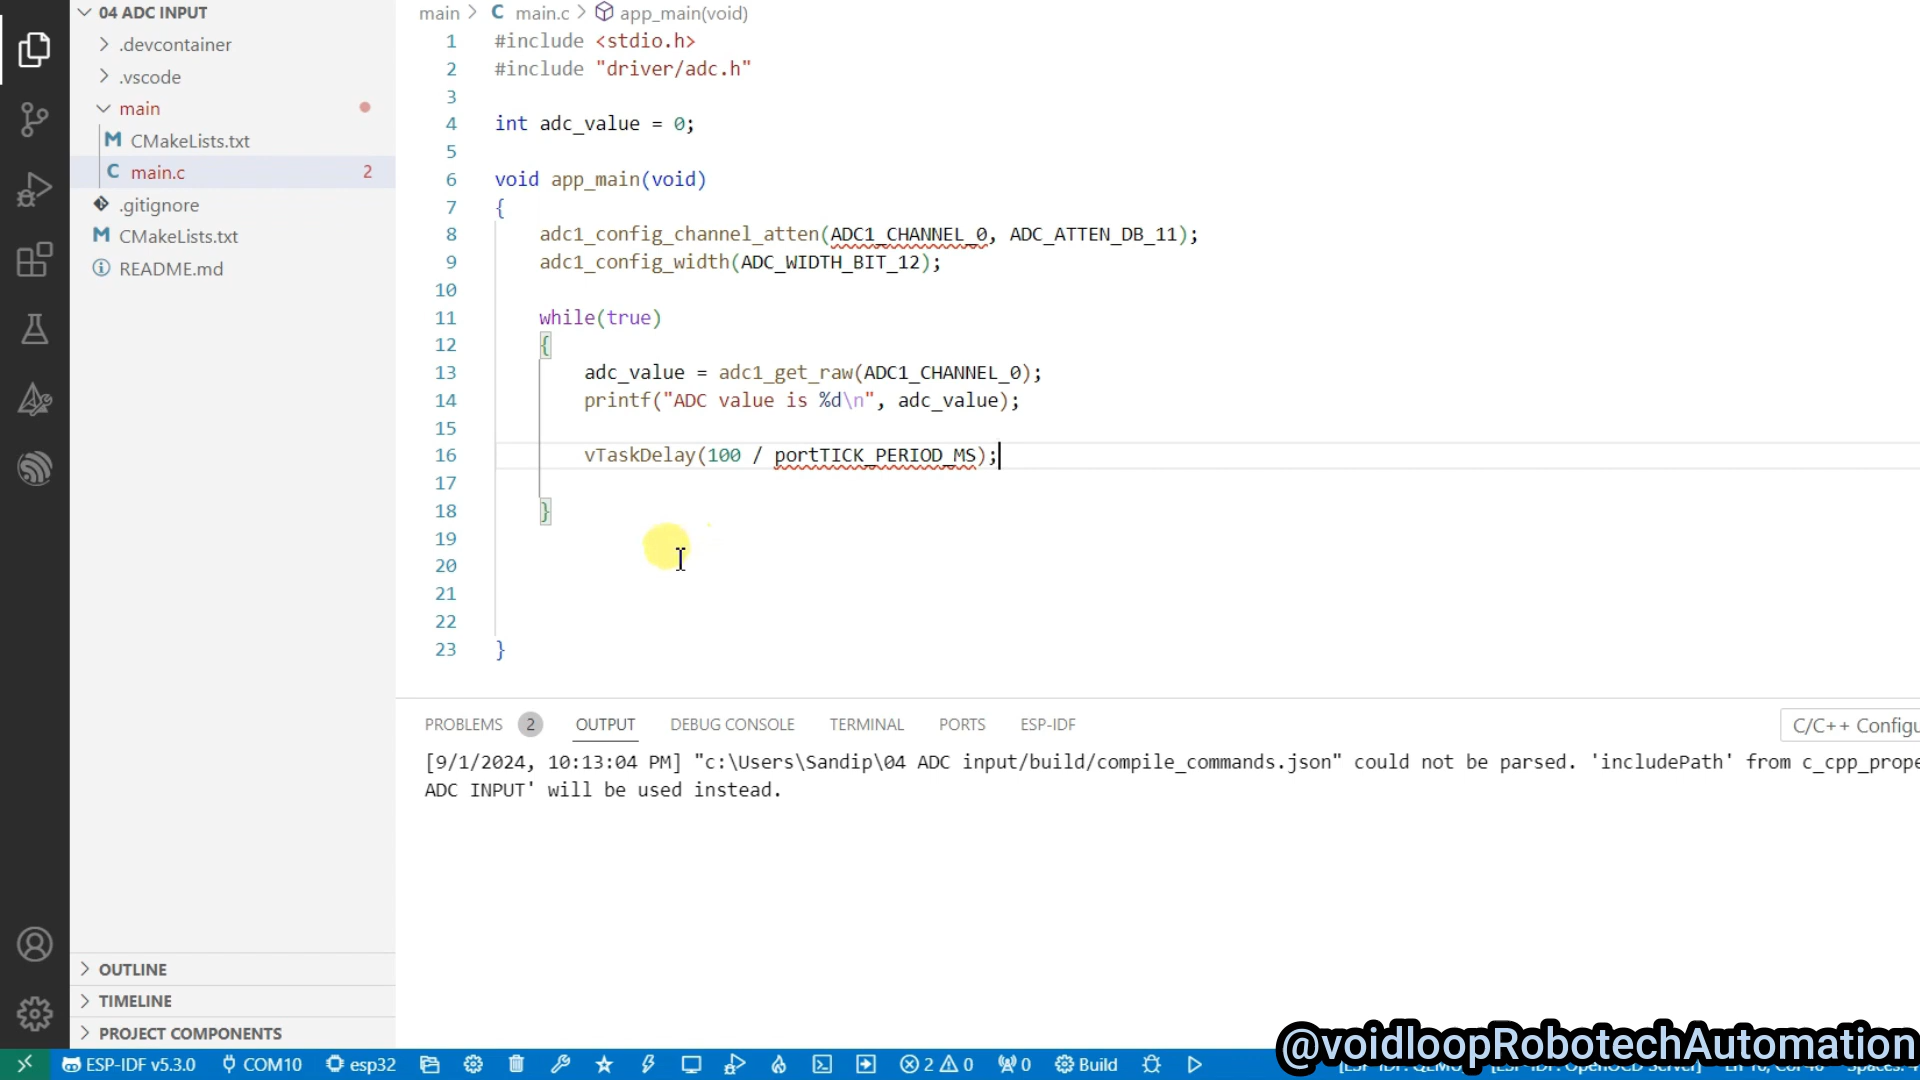 04 ADC INPUT
.devcontainer
.vscode
main
CMakeLists.txt
main.c 2
.gitignore
CMakeLists.txt
README.md
OUTLINE
TIMELINE
PROJECT COMPONENTS
main > C main.c > app_main(void)
1 #include <stdio.h>
2 #include "driver/adc.h"
3
4 int adc_value = 0;
5
6 void app_main(void)
7 {
8 adc1_config_channel_atten(ADC1_CHANNEL_0, ADC_ATTEN_DB_11);
9 adc1_config_width(ADC_WIDTH_BIT_12);
10
11 while(true)
12 {
13 adc_value = adc1_get_raw(ADC1_CHANNEL_0);
14 printf("ADC value is %d\n", adc_value);
15
16 vTaskDelay(100 / portTICK_PERIOD_MS);
17
18 }
19
20
21
22
23 }
PROBLEMS 2 OUTPUT DEBUG CONSOLE TERMINAL PORTS ESP-IDF C/C++ Configu
[9/1/2024, 10:13:04 PM] "c:\Users\Sandip\04 ADC input/build/compile_commands.json" could not be parsed. 'includePath' from c_cpp_prope
ADC INPUT' will be used instead.
@voidloopRobotechAutomation
ESP-IDF v5.3.0 COM10 esp32 2 0 0 Build